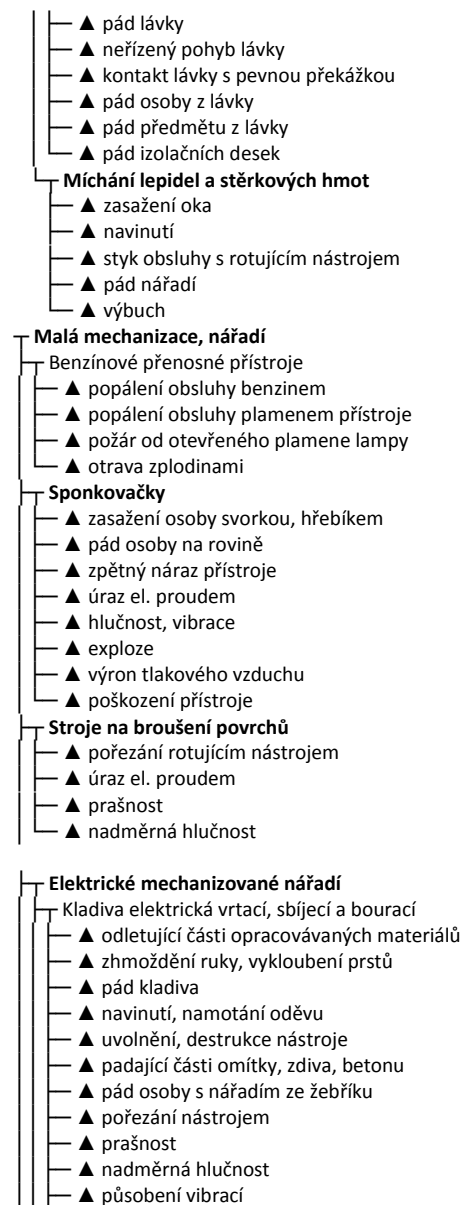 ▲ pád lávky
▲ neřízený pohyb lávky
▲ kontakt lávky s pevnou překážkou
▲ pád osoby z lávky
▲ pád předmětu z lávky
▲ pád izolačních desek
Míchání lepidel a stěrkových hmot
▲ zasažení oka
▲ navinutí
▲ styk obsluhy s rotujícím nástrojem
▲ pád nářadí
▲ výbuch
Malá mechanizace, nářadí
Benzínové přenosné přístroje
▲ popálení obsluhy benzinem
▲ popálení obsluhy plamenem přístroje
▲ požár od otevřeného plamene lampy
▲ otrava zplodinami
Sponkovačky
▲ zasažení osoby svorkou, hřebíkem
▲ pád osoby na rovině
▲ zpětný náraz přístroje
▲ úraz el. proudem
▲ hlučnost, vibrace
▲ exploze
▲ výron tlakového vzduchu
▲ poškození přístroje
Stroje na broušení povrchů
▲ pořezání rotujícím nástrojem
▲ úraz el. proudem
▲ prašnost
▲ nadměrná hlučnost
Elektrické mechanizované nářadí
Kladiva elektrická vrtací, sbíjecí a bourací
▲ odletující části opracovávaných materiálů
▲ zhmoždění ruky, vykloubení prstů
▲ pád kladiva
▲ navinutí, namotání oděvu
▲ uvolnění, destrukce nástroje
▲ padající části omítky, zdiva, betonu
▲ pád osoby s nářadím ze žebříku
▲ pořezání nástrojem
▲ prašnost
▲ nadměrná hlučnost
▲ působení vibrací